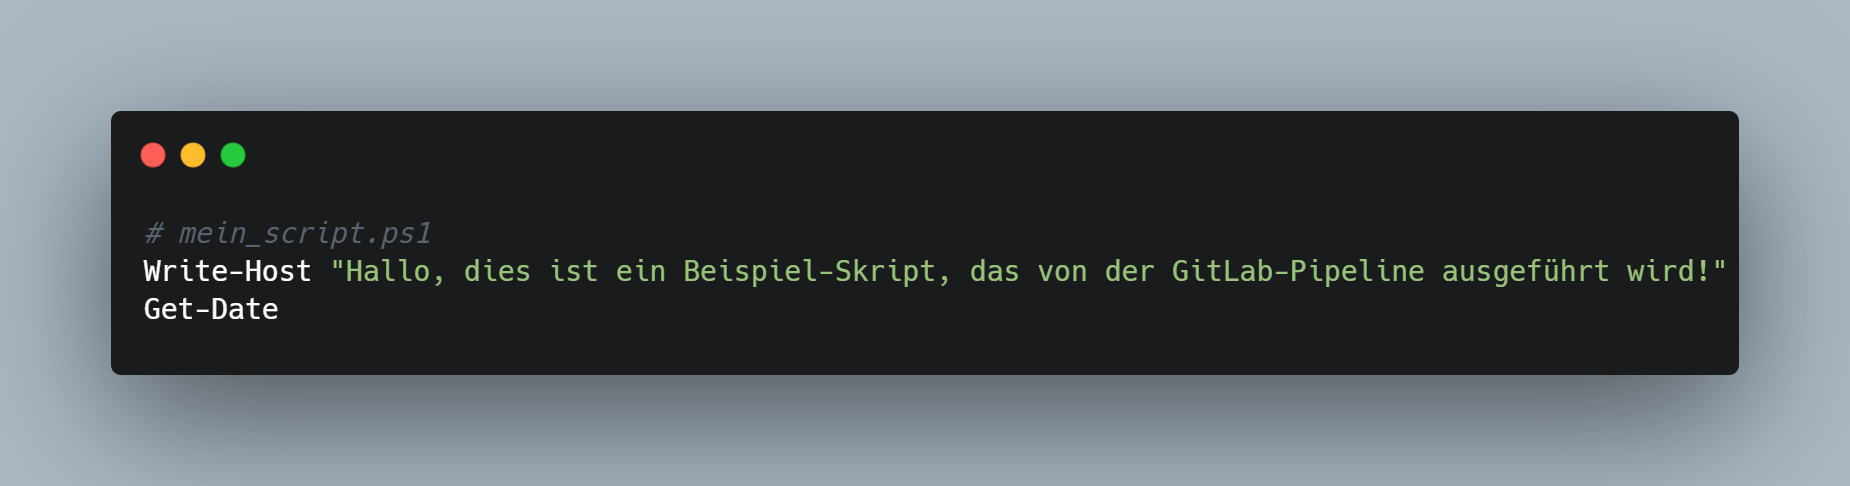 # mein_script.ps1
Write-Host "Hallo, dies ist ein Beispiel-Skript, das von der GitLab-Pipeline ausgeführt wird!"
Get-Date